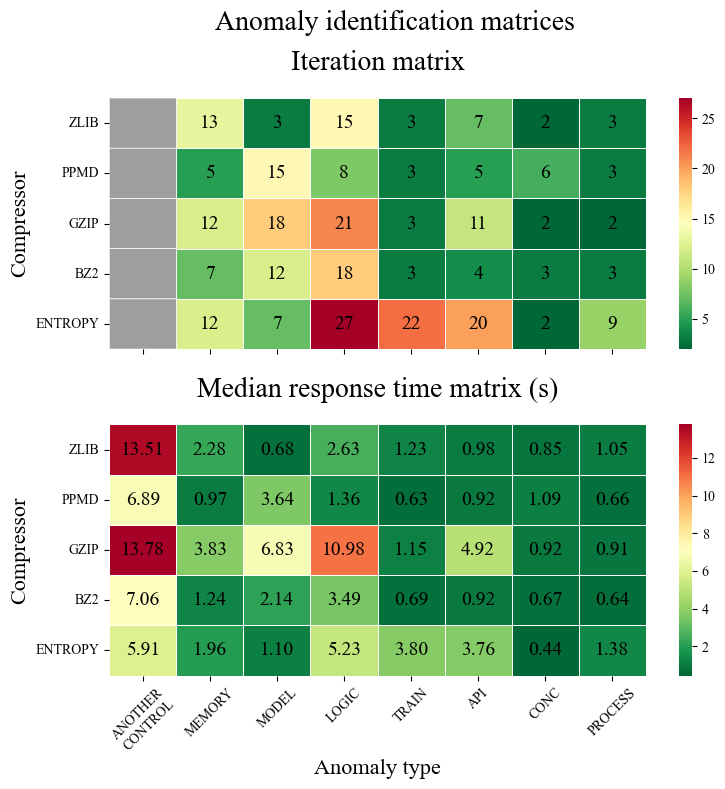 Anomaly identification matrices
Iteration matrix
ZLIB 13 3 15 3 7 2 3
PPMD 5 15 8 3 5 6 3
GZIP 12 18 21 3 11 2 2
BZ2 7 12 18 3 4 3 3
ENTROPY 12 7 27 22 20 2 9
Compressor
25
20
15
10
5
Median response time matrix (s)
ZLIB 13.51 2.28 0.68 2.63 1.23 0.98 0.85 1.05
PPMD 6.89 0.97 3.64 1.36 0.63 0.92 1.09 0.66
GZIP 13.78 3.83 6.83 10.98 1.15 4.92 0.92 0.91
BZ2 7.06 1.24 2.14 3.49 0.69 0.92 0.67 0.64
ENTROPY 5.91 1.96 1.10 5.23 3.80 3.76 0.44 1.38
Compressor
12
10
8
6
4
2
ANOTHER
CONTROL
MEMORY
MODEL
LOGIC
TRAIN
API
CONC
PROCESS
Anomaly type